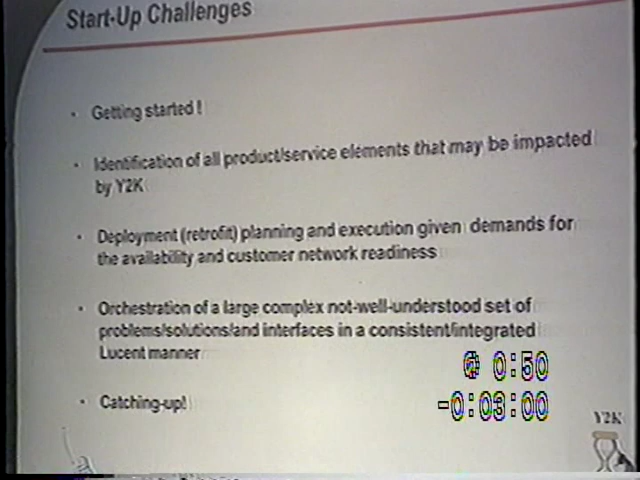 Start-Up Challenges
• Getting started !
• Identification of all product/service elements that may be impacted
by Y2K
• Deployment (retrofit) planning and execution given demands for
the availability and customer network readiness
• Orchestration of a large complex not-well-understood set of
problems/solutions/and interfaces in a consistent/integrated
Lucent manner
@ 0:50
• Catching-up!
-0:03:00
Y2K